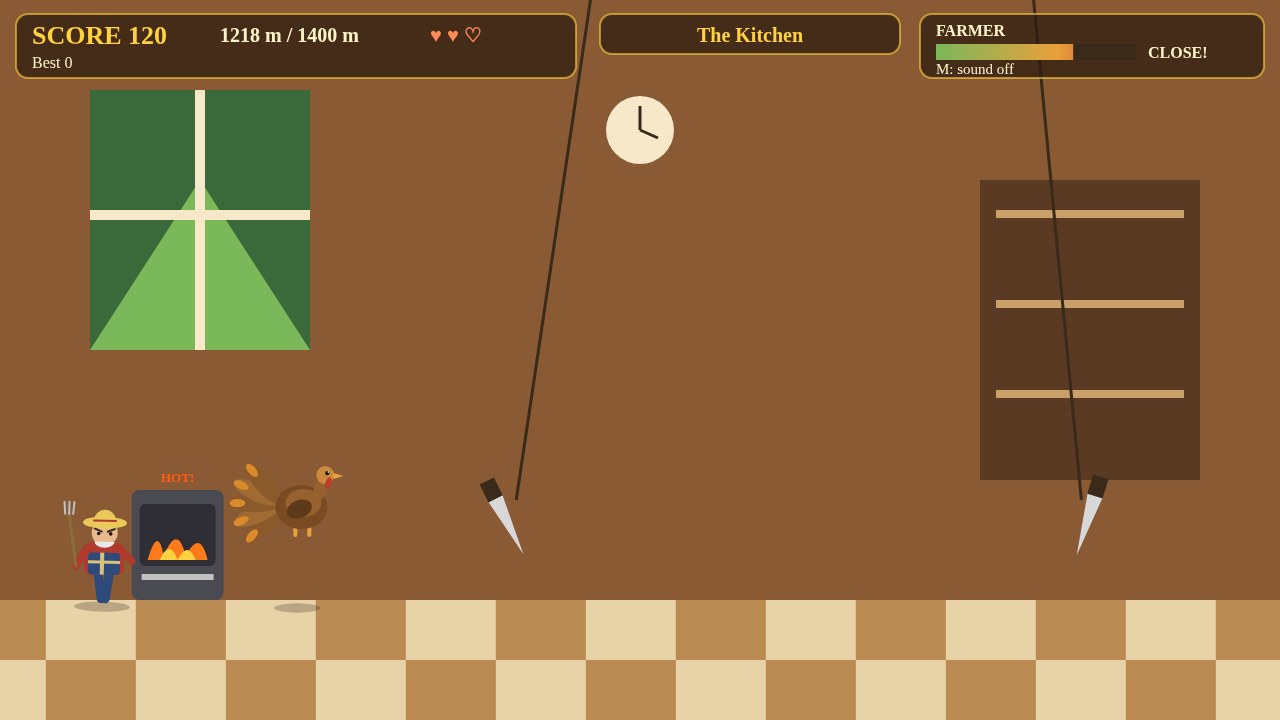 SCORE 120
1218 m / 1400 m
♥ ♥ ♡
Best 0
The Kitchen
FARMER
CLOSE!
M: sound off
HOT!